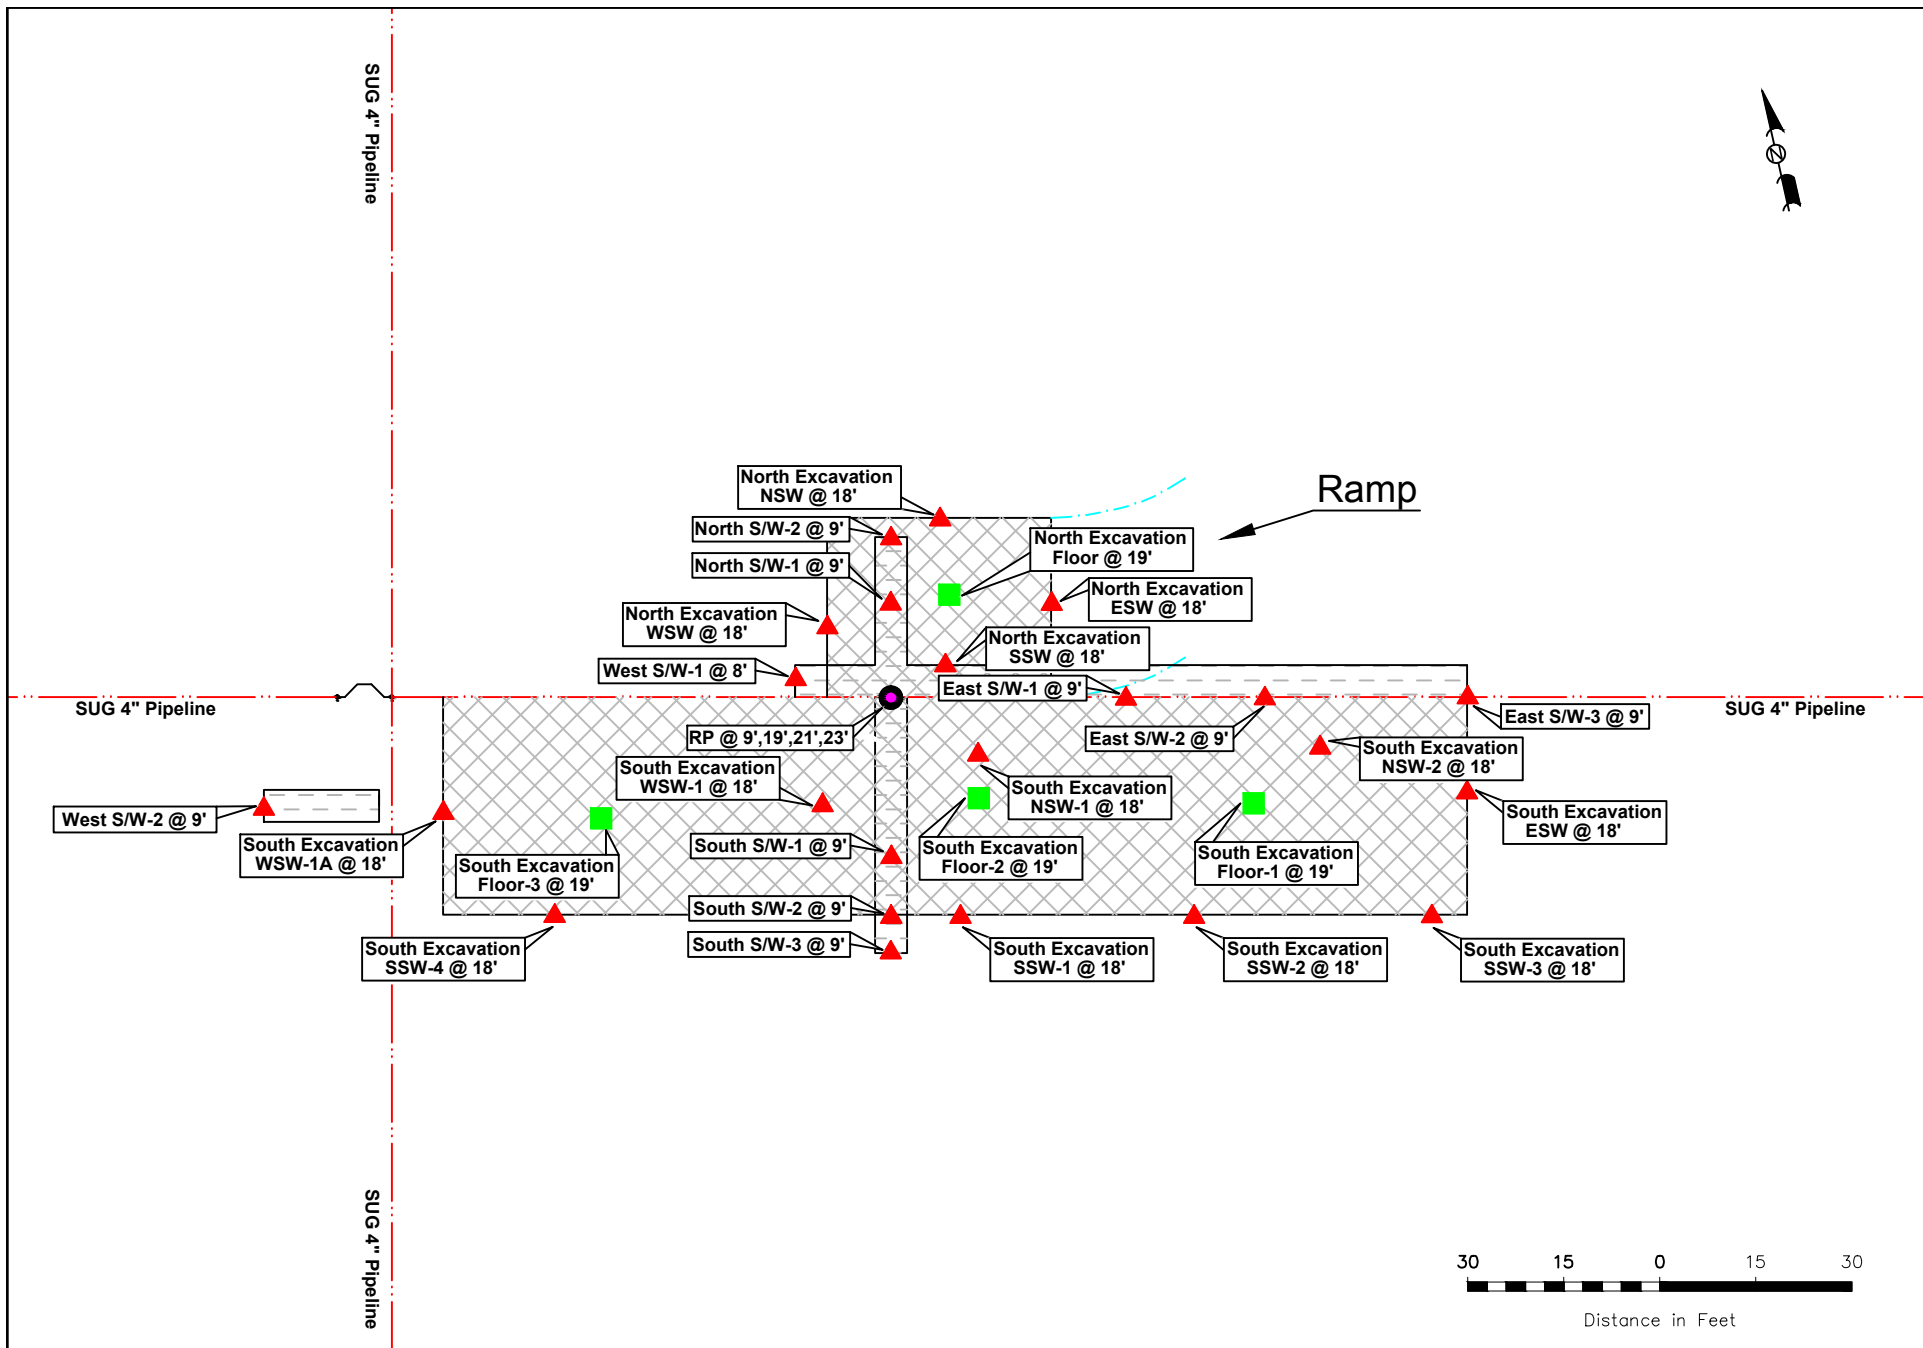 SUG 4" Pipeline
N
North Excavation
NSW @ 18'
Ramp
North S/W-2 @ 9'
North Excavation
Floor @ 19'
North S/W-1 @ 9'
North Excavation
ESW @ 18'
North Excavation
WSW @ 18'
North Excavation
SSW @ 18'
West S/W-1 @ 8'
East S/W-1 @ 9'
SUG 4" Pipeline
SUG 4" Pipeline
East S/W-3 @ 9'
RP @ 9',19',21',23'
East S/W-2 @ 9'
South Excavation
NSW-2 @ 18'
South Excavation
WSW-1 @ 18'
South Excavation
NSW-1 @ 18'
West S/W-2 @ 9'
South Excavation
ESW @ 18'
South Excavation
WSW-1A @ 18'
South S/W-1 @ 9'
South Excavation
Floor-3 @ 19'
South Excavation
Floor-2 @ 19'
South Excavation
Floor-1 @ 19'
South S/W-2 @ 9'
South S/W-3 @ 9'
South Excavation
SSW-4 @ 18'
South Excavation
SSW-1 @ 18'
South Excavation
SSW-2 @ 18'
South Excavation
SSW-3 @ 18'
SUG 4" Pipeline
30 15 0 15 30
Distance in Feet